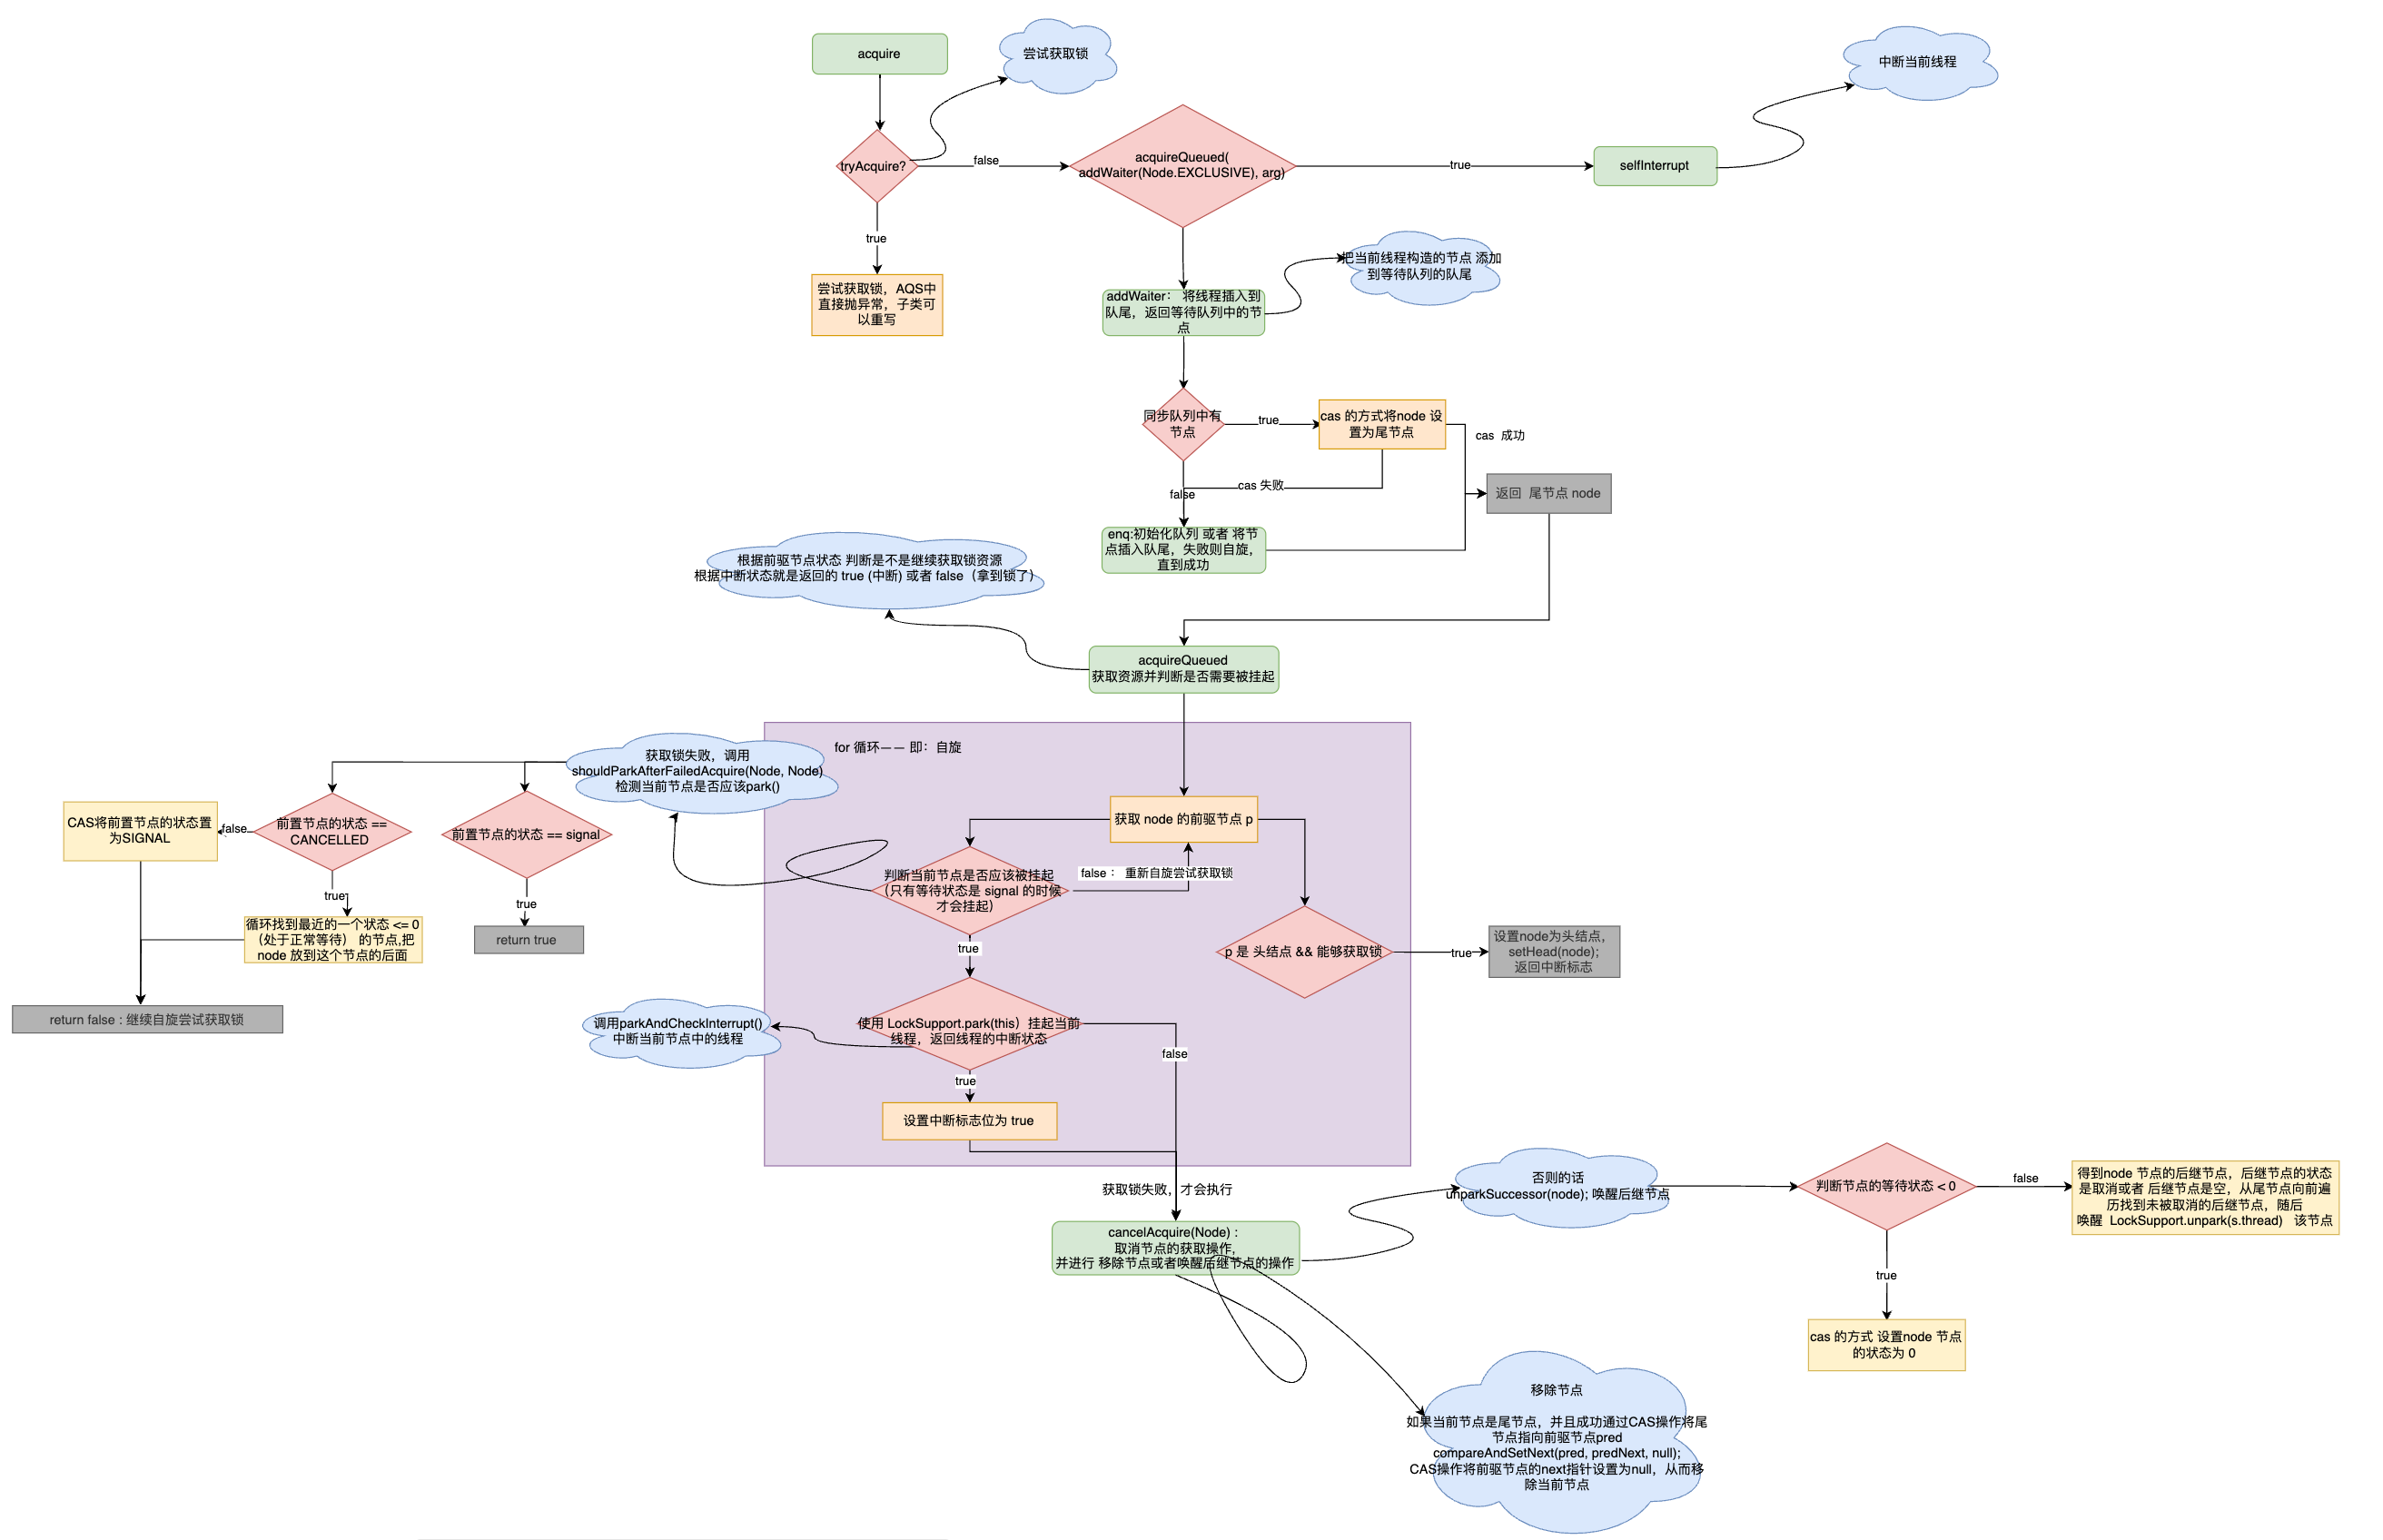 acquire
尝试获取锁
中断当前线程
tryAcquire?
false
acquireQueued(
addWaiter(Node.EXCLUSIVE), arg)
true
selfInterrupt
true
尝试获取锁，AQS中
直接抛异常，子类可
以重写
把当前线程构造的节点 添加
到等待队列的队尾
addWaiter： 将线程插入到
队尾，返回等待队列中的节
点
同步队列中有
节点
true
cas 的方式将node 设
置为尾节点
cas 成功
cas 失败
false
返回 尾节点 node
enq:初始化队列 或者 将节
点插入队尾，失败则自旋，
直到成功
根据前驱节点状态 判断是不是继续获取锁资源
根据中断状态就是返回的 true (中断) 或者 false（拿到锁了）
acquireQueued
获取资源并判断是否需要被挂起
for 循环—— 即：自旋
获取锁失败，调用
shouldParkAfterFailedAcquire(Node, Node)
检测当前节点是否应该park()
CAS将前置节点的状态置
为SIGNAL
false
前置节点的状态 ==
CANCELLED
前置节点的状态 == signal
获取 node 的前驱节点 p
判断当前节点是否应该被挂起
（只有等待状态是 signal 的时候
才会挂起）
false： 重新自旋尝试获取锁
true
true
循环找到最近的一个状态 <= 0
（处于正常等待） 的节点,把
node 放到这个节点的后面
return true
true
p 是 头结点 && 能够获取锁
true
设置node为头结点，
setHead(node);
返回中断标志
return false : 继续自旋尝试获取锁
调用parkAndCheckInterrupt()
中断当前节点中的线程
使用 LockSupport.park(this）挂起当前
线程，返回线程的中断状态
false
true
设置中断标志位为 true
获取锁失败，才会执行
否则的话
unparkSuccessor(node); 唤醒后继节点
判断节点的等待状态 < 0
false
得到node 节点的后继节点，后继节点的状态
是取消或者 后继节点是空，从尾节点向前遍
历找到未被取消的后继节点，随后
唤醒 LockSupport.unpark(s.thread) 该节点
cancelAcquire(Node) :
取消节点的获取操作,
并进行 移除节点或者唤醒后继节点的操作
true
cas 的方式 设置node 节点
的状态为 0
移除节点
如果当前节点是尾节点，并且成功通过CAS操作将尾
节点指向前驱节点pred
compareAndSetNext(pred, predNext, null);
CAS操作将前驱节点的next指针设置为null，从而移
除当前节点